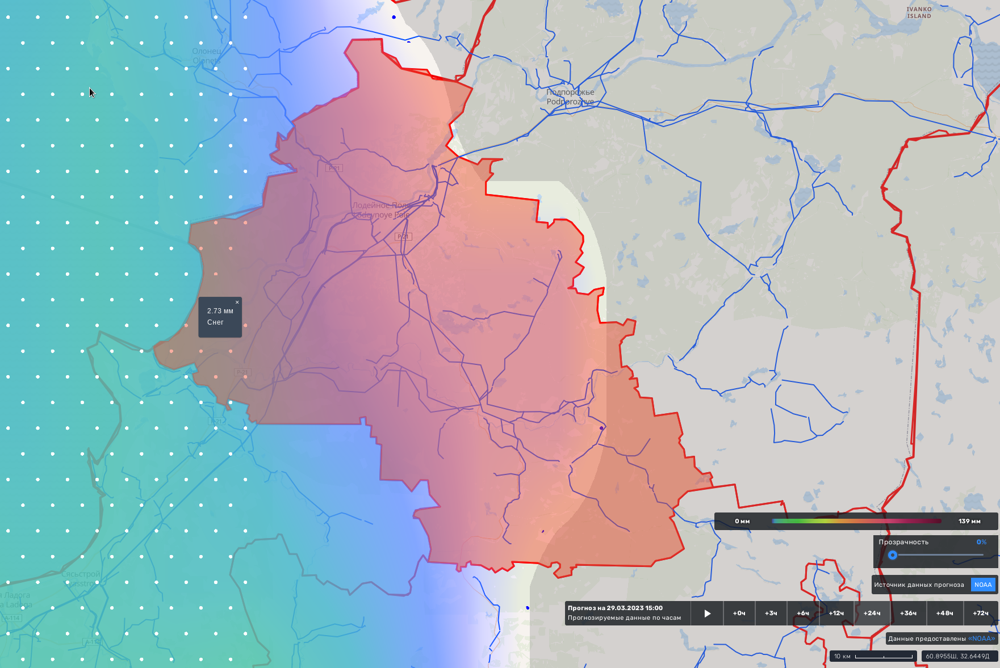 IVANKO
ISLAND
Олонец
Olonets
Подпорожье
Podporozhye
Р-21
Лодейное Поле
Lodeynoye Pole
Р-21
2.73 мм
Снег
×
Р-21
Р-21
0 мм
139 мм
Прозрачность
0%
Сясьстрой
Syasstroy
я Ладога
a Ladoga
А-114
А-114
Источник данных прогноза
NOAA
Прогноз на 29.03.2023 15:00
Прогнозируемые данные по часам
+0ч
+3ч
+6ч
+12ч
+24ч
+36ч
+48ч
+72ч
Данные предоставлены «NOAA»
10 км
60.8955Ш, 32.6449Д